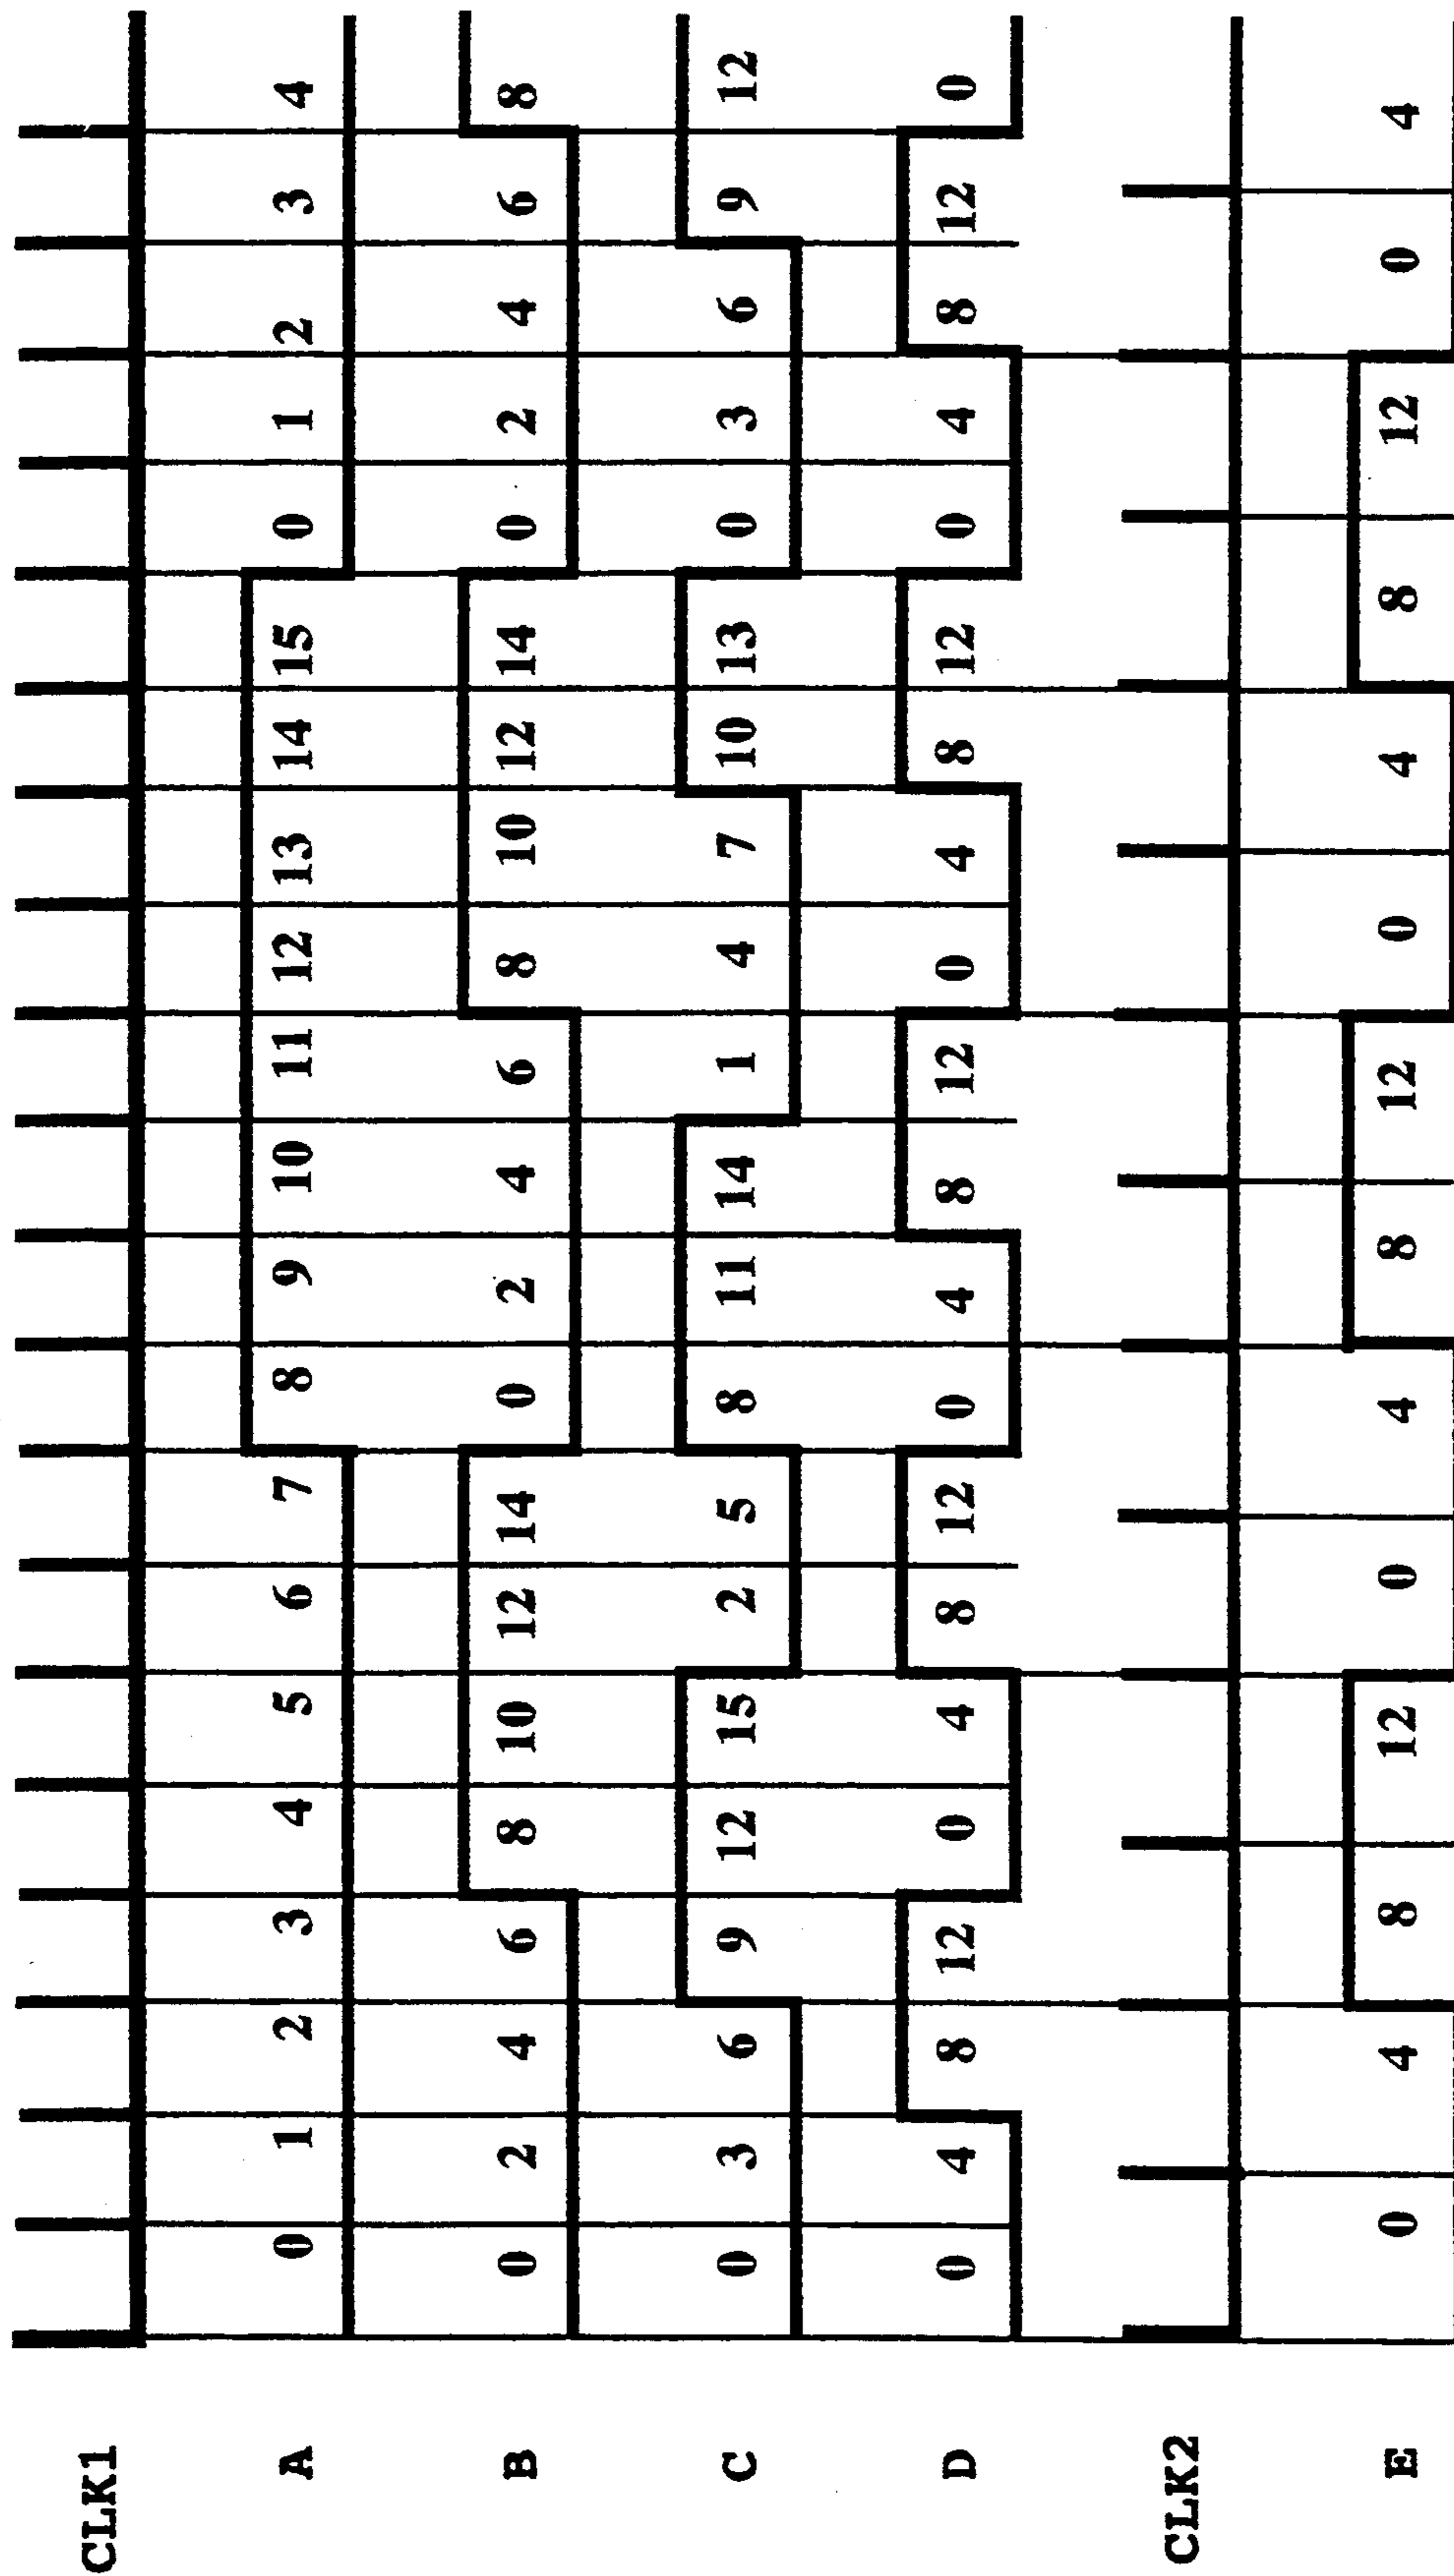 CLK1
A 0 1 2 3 4 5 6 7 8 9 10 11 12 13 14 15 0 1 2 3 4
B 0 2 4 6 8 10 12 14 0 2 4 6 8 10 12 14 0 2 4 6 8
C 0 3 6 9 12 15 2 5 8 11 14 1 4 7 10 13 0 3 6 9 12
D 0 4 8 12 0 4 8 12 0 4 8 12 0 4 8 12 0 4 8 12 0
CLK2
E 0 4 8 12 0 4 8 12 0 4 8 12 0 4